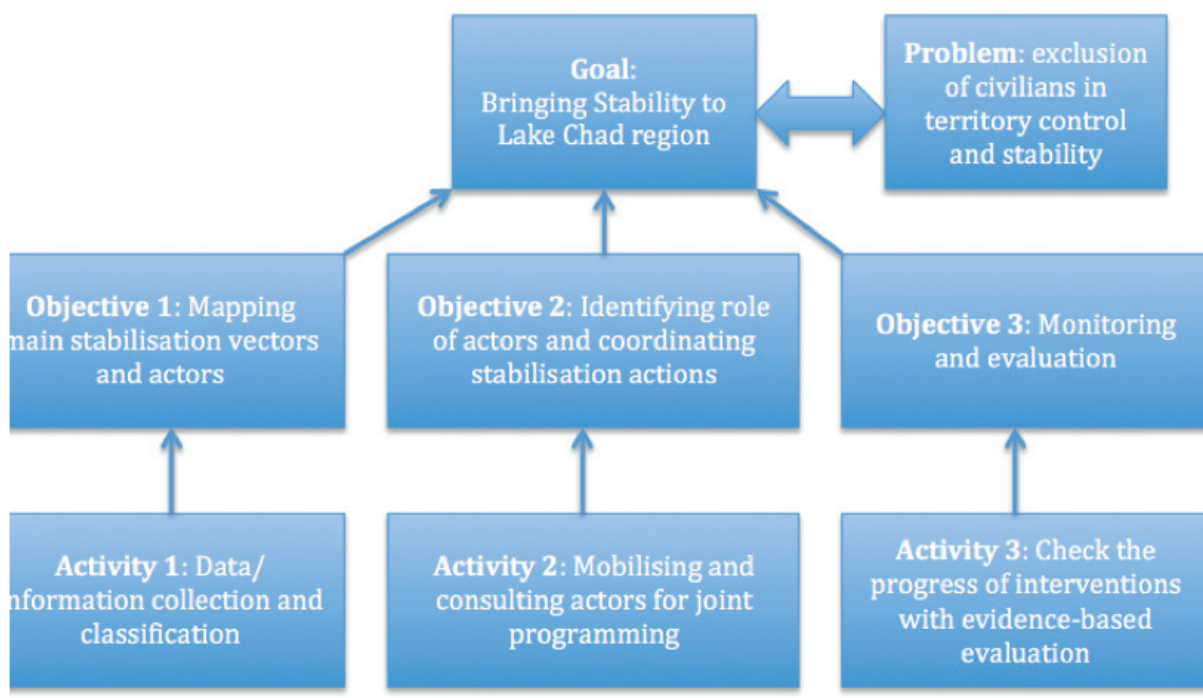 Goal:
Bringing Stability to
Lake Chad region
Problem: exclusion
of civilians in
territory control
and stability
Objective 1: Mapping
main stabilisation vectors
and actors
Objective 2: Identifying role
of actors and coordinating
stabilisation actions
Objective 3: Monitoring
and evaluation
Activity 1: Data/
information collection and
classification
Activity 2: Mobilising and
consulting actors for joint
programming
Activity 3: Check the
progress of interventions
with evidence-based
evaluation